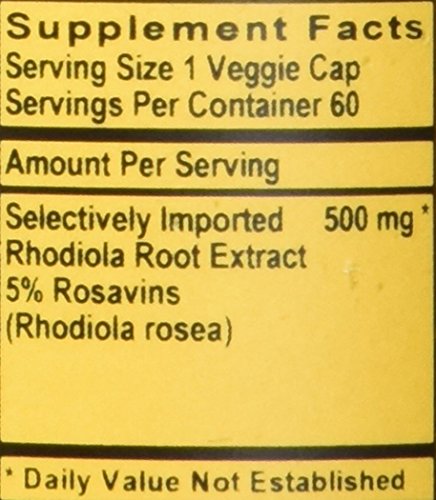 Supplement Facts
Serving Size 1 Veggie Cap
Servings Per Container 60
Amount Per Serving
Selectively Imported 500 mg *
Rhodiola Root Extract
5% Rosavins
(Rhodiola rosea)
* Daily Value Not Established